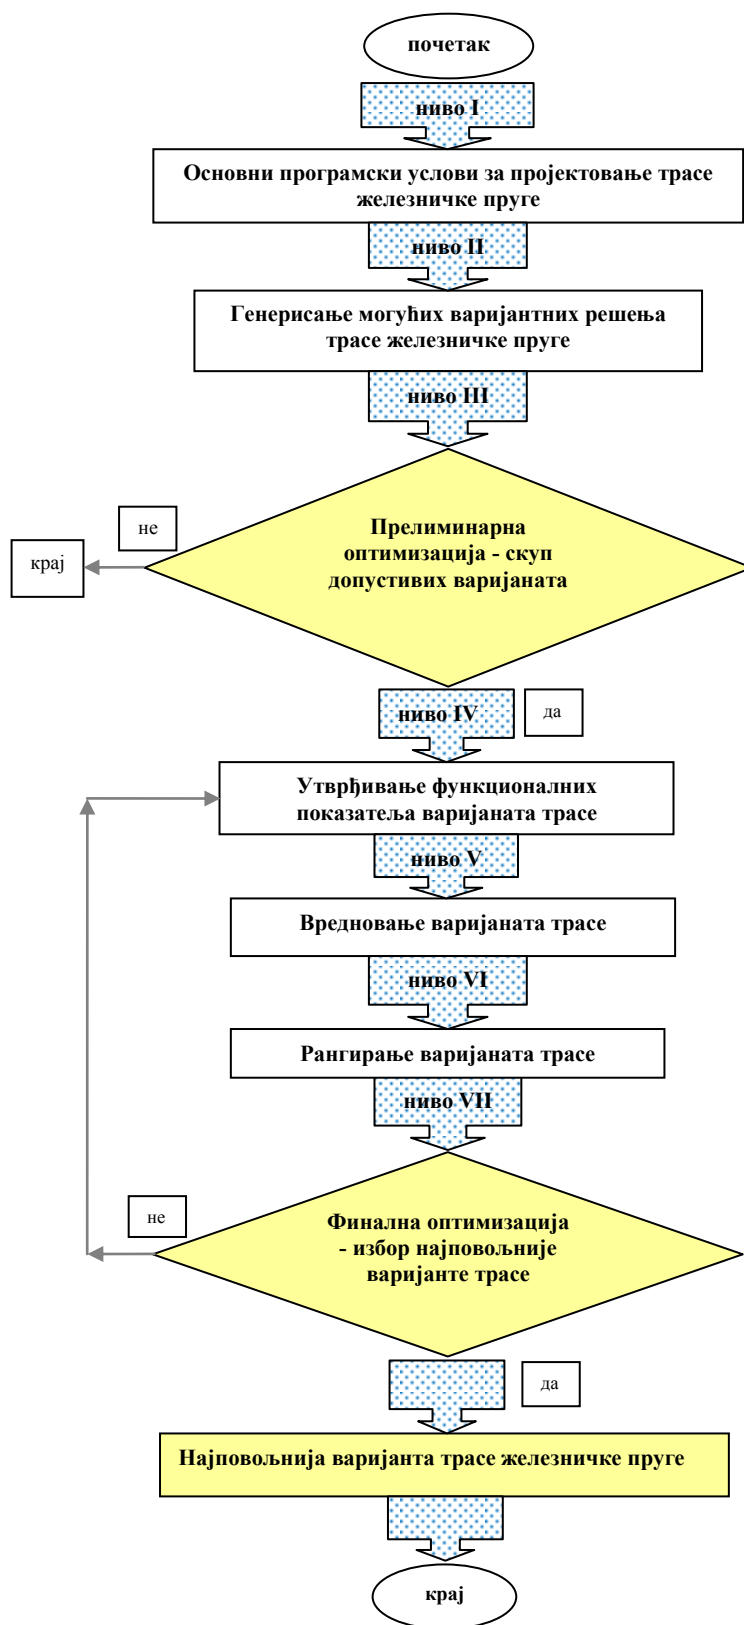 почетак
ниво I
Основни програмски услови за пројектовање трасе
железничке пруге
ниво II
Генерисање могућих варијантних решења
трасе железничке пруге
ниво III
не
крај
Прелиминарна
оптимизација - скуп
допустивих варијаната
ниво IV
да
Утврђивање функционалних
показатеља варијаната трасе
ниво V
Вредновање варијаната трасе
ниво VI
Рангирање варијаната трасе
ниво VII
не
Финална оптимизација
- избор најповољније
варијанте трасе
да
Најповољнија варијанта трасе железничке пруге
крај